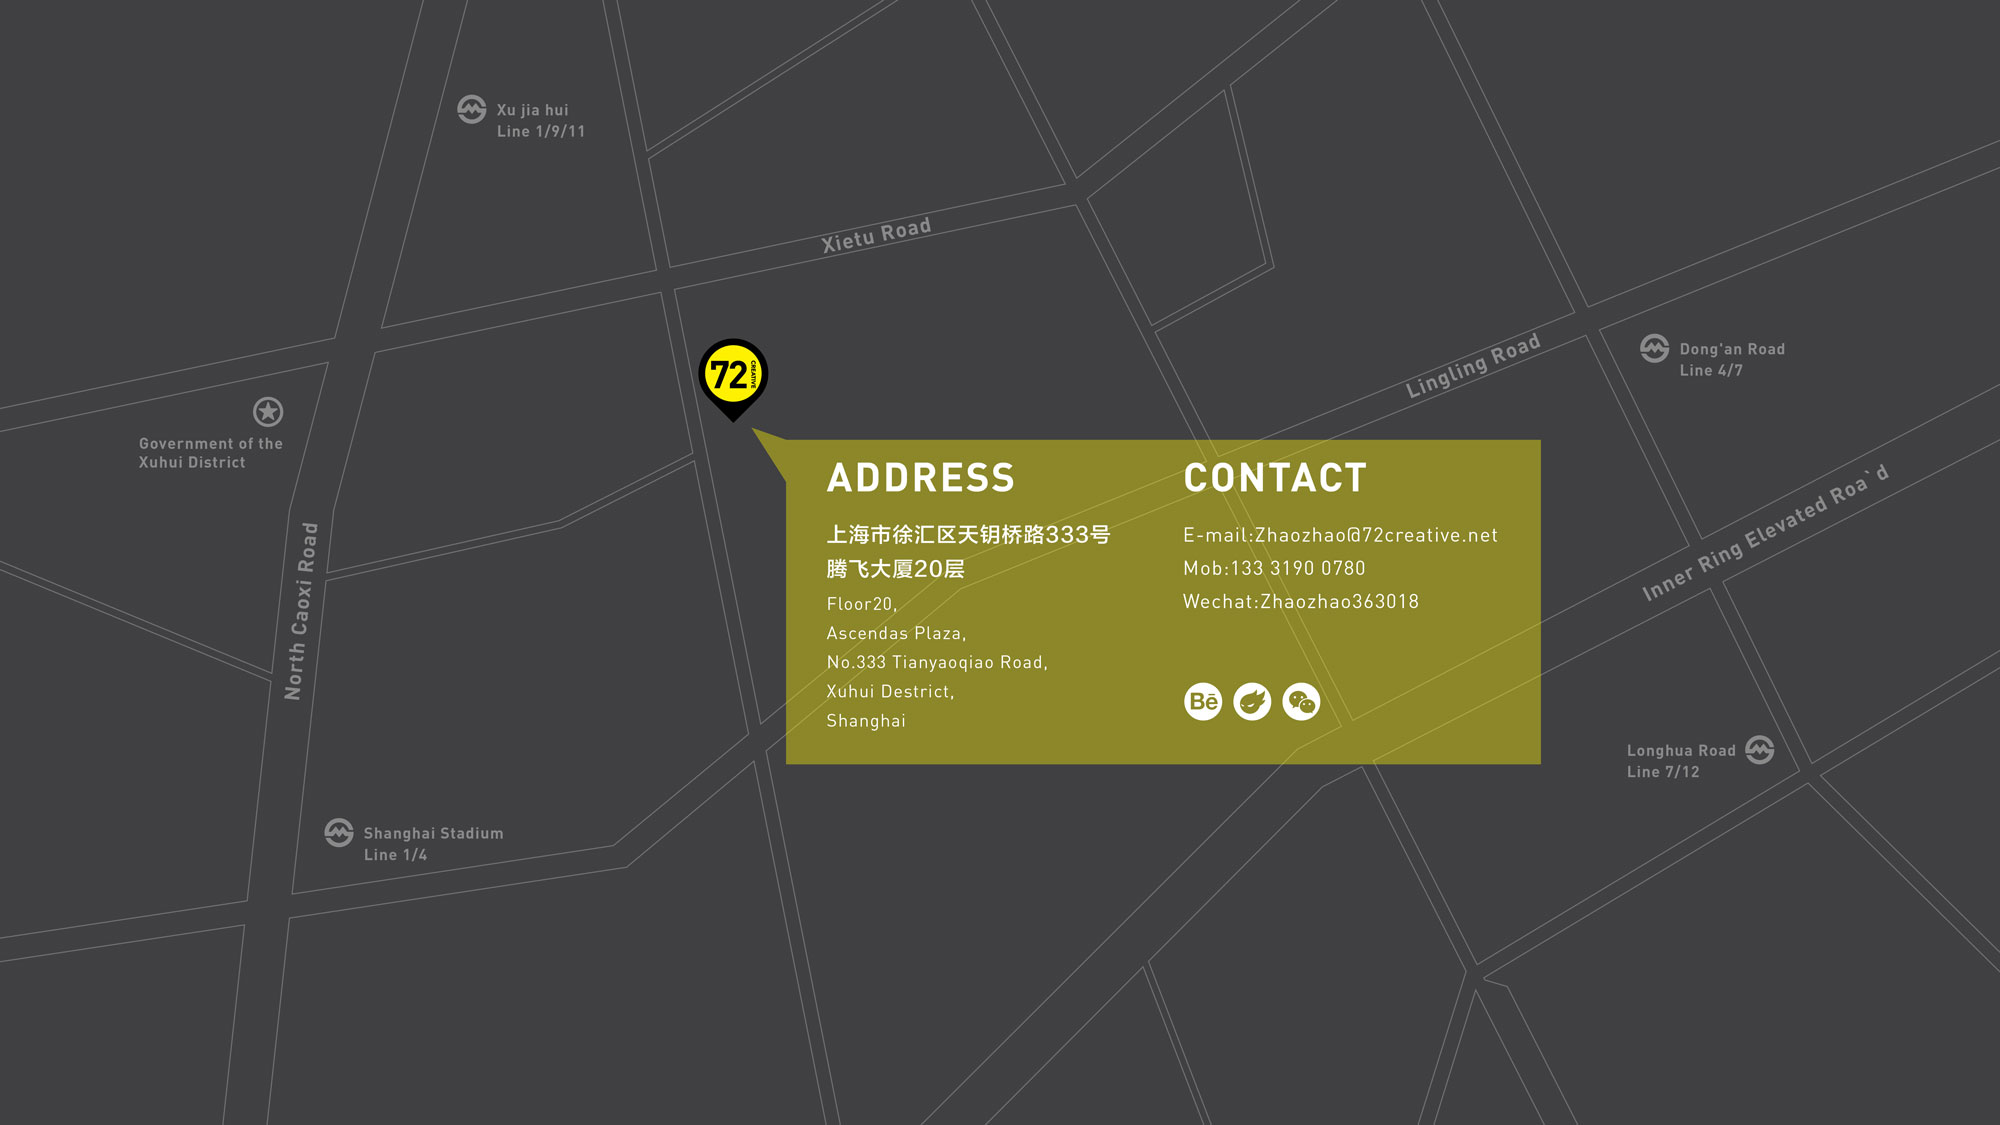 Xu jia hui
Line 1/9/11
Xietu Road
Lingling Road
Dong'an Road
Line 4/7
72
CREATIVE
Government of the
Xuhui District
North Caoxi Road
Inner Ring Elevated Roa`d
ADDRESS
上海市徐汇区天钥桥路333号
腾飞大厦20层
Floor20,
Ascendas Plaza,
No.333 Tianyaoqiao Road,
Xuhui Destrict,
Shanghai
CONTACT
E-mail:Zhaozhao@72creative.net
Mob:133 3190 0780
Wechat:Zhaozhao363018
Bē
Longhua Road
Line 7/12
Shanghai Stadium
Line 1/4